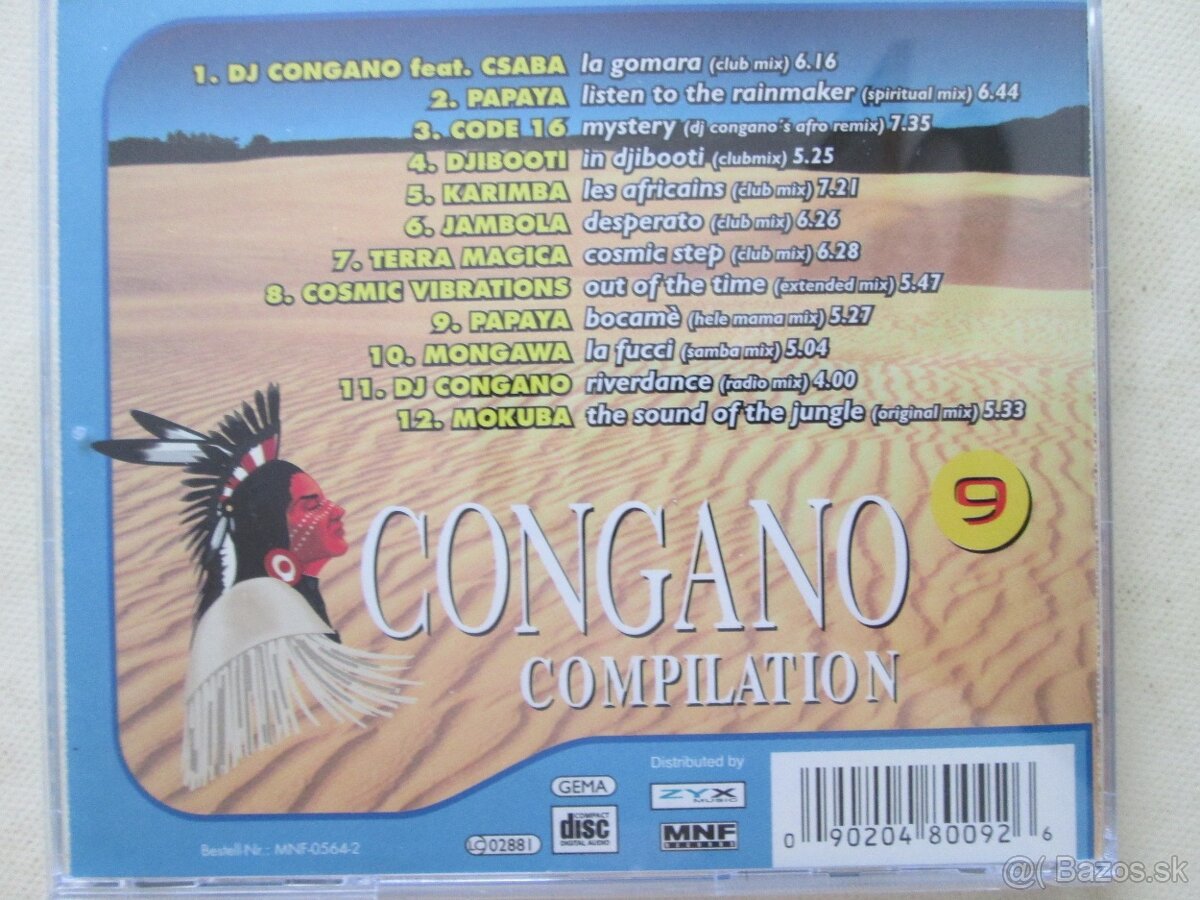 1. DJ CONGANO feat. CSABA la gomara (club mix) 6.16
2. PAPAYA listen to the rainmaker (spiritual mix) 6.44
3. CODE 16 mystery (dj congano´s afro remix) 7.35
4. DJIBOOTI in djibooti (clubmix) 5.25
5. KARIMBA les africains (club mix) 7.21
6. JAMBOLA desperato (club mix) 6.26
7. TERRA MAGICA cosmic step (club mix) 6.28
8. COSMIC VIBRATIONS out of the time (extended mix) 5.47
9. PAPAYA bocamè (hele mama mix) 5.27
10. MONGAWA la fucci (samba mix) 5.04
11. DJ CONGANO riverdance (radio mix) 4.00
12. MOKUBA the sound of the jungle (original mix) 5.33
9
CONGANO
COMPILATION
Distributed by
GEMA
ZYX
MUSIC
COMPACT
disc
DIGITAL AUDIO
MNF
RECORDS
LC 02881
Bestell-Nr.: MNF-0564-2
0 90204 80092 6
@( Bazos.sk